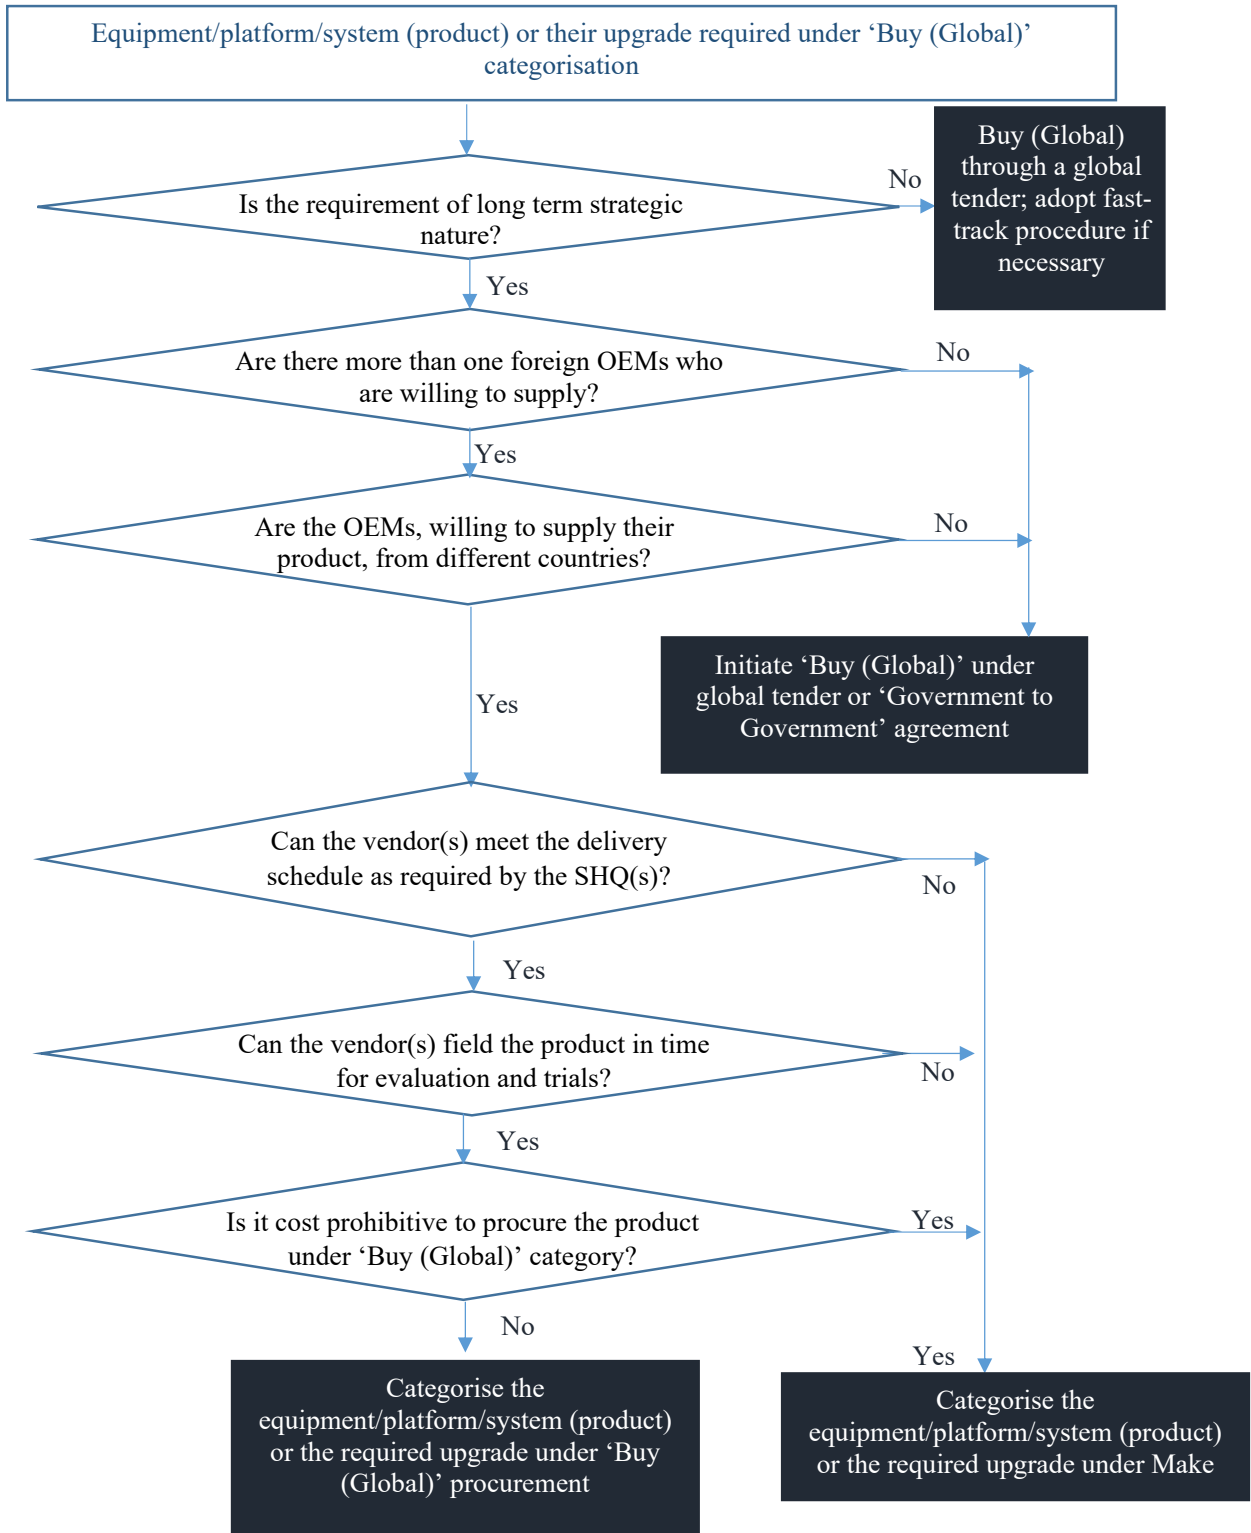 Equipment/platform/system (product) or their upgrade required under ‘Buy (Global)’
categorisation
Buy (Global)
through a global
tender; adopt fast-
track procedure if
necessary
No
Is the requirement of long term strategic
nature?
Yes
Are there more than one foreign OEMs who
are willing to supply?
No
Yes
Are the OEMs, willing to supply their
product, from different countries?
No
Initiate ‘Buy (Global)’ under
global tender or ‘Government to
Government’ agreement
Yes
Can the vendor(s) meet the delivery
schedule as required by the SHQ(s)?
No
Yes
Can the vendor(s) field the product in time
for evaluation and trials?
No
Yes
Is it cost prohibitive to procure the product
under ‘Buy (Global)’ category?
Yes
No
Yes
Categorise the
equipment/platform/system (product)
or the required upgrade under ‘Buy
(Global)’ procurement
Categorise the
equipment/platform/system (product)
or the required upgrade under Make